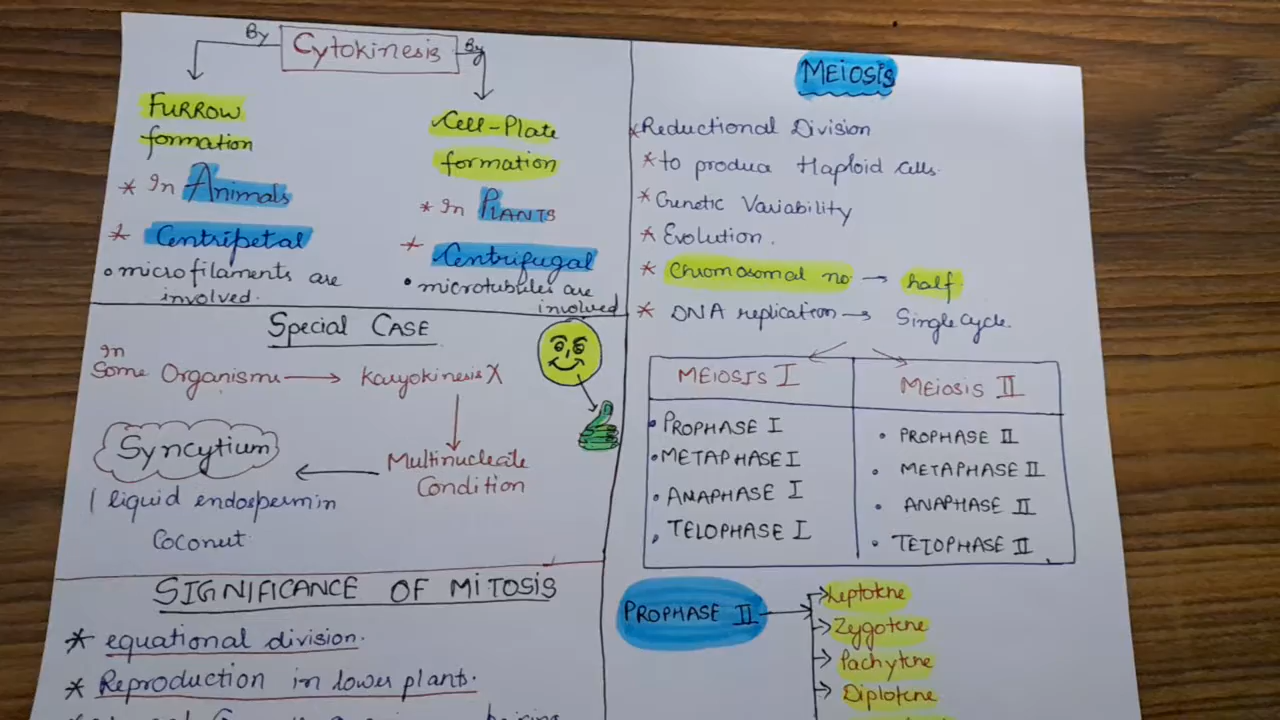 By
Cytokinesis
By
FURROW
formation
* In Animals
* Centripetal
• microfilaments are
involved.
Cell-Plate
formation
* In PLANTS
* Centrifugal
• microtubules are
involved
Special CASE
In
Some Organisms → Karyokinesis X
Multinucleate
Condition
Syncytium
liquid endosperm in
Coconut
SIGNIFICANCE OF MITOSIS
* equational division.
* Reproduction in lower plants.
MEIOSIS
* Reductional Division
* to produce Haploid Cells.
* Genetic Variability
* Evolution.
* Chromosomal no → half
* DNA replication → Single Cycle.
MEIOSIS I
• PROPHASE I
• METAPHASE I
• ANAPHASE I
• TELOPHASE I
MEIOSIS II
• PROPHASE II
• METAPHASE II
• ANAPHASE II
• TETOPHASE II
PROPHASE II
Leptotene
Zygotene
Pachytene
Diplotene